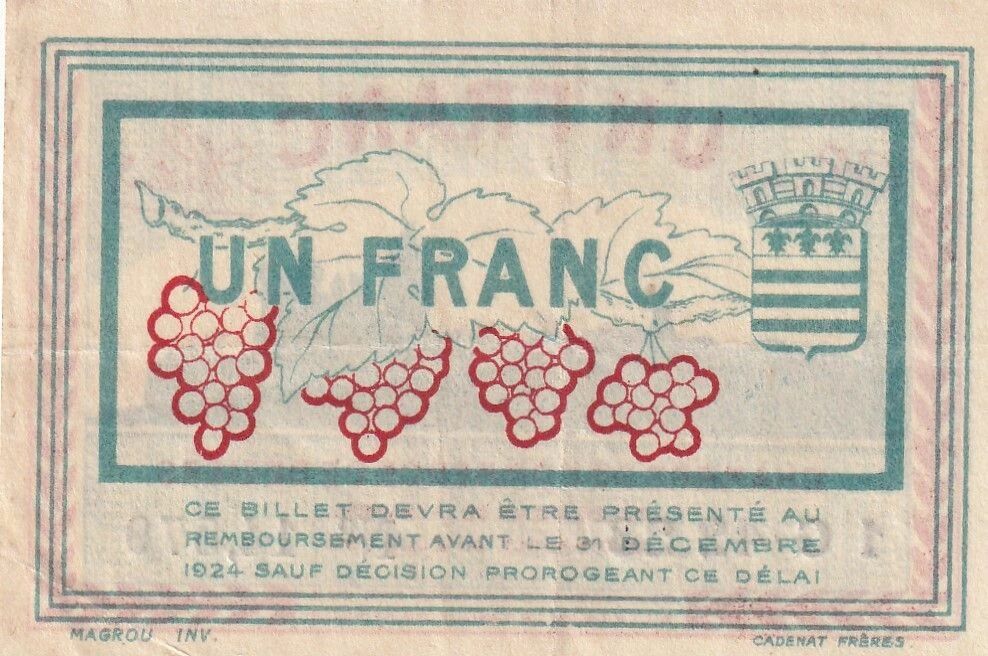 UN FRANC
CE BILLET DEVRA ÊTRE PRÉSENTÉ AU
REMBOURSEMENT AVANT LE 31 DÉCEMBRE
1924 SAUF DÉCISION PROROGEANT CE DÉLAI
MAGROU INV.
CADENAT FRÈRES